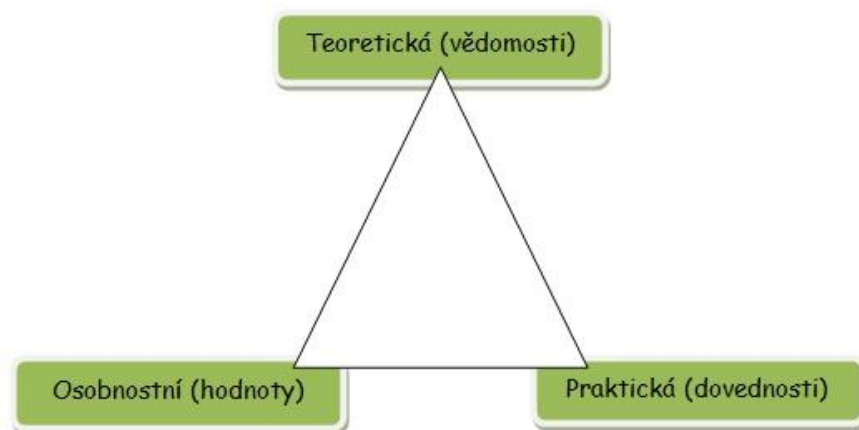 Teoretická (vědomosti)
Osobnostní (hodnoty)
Praktická (dovednosti)